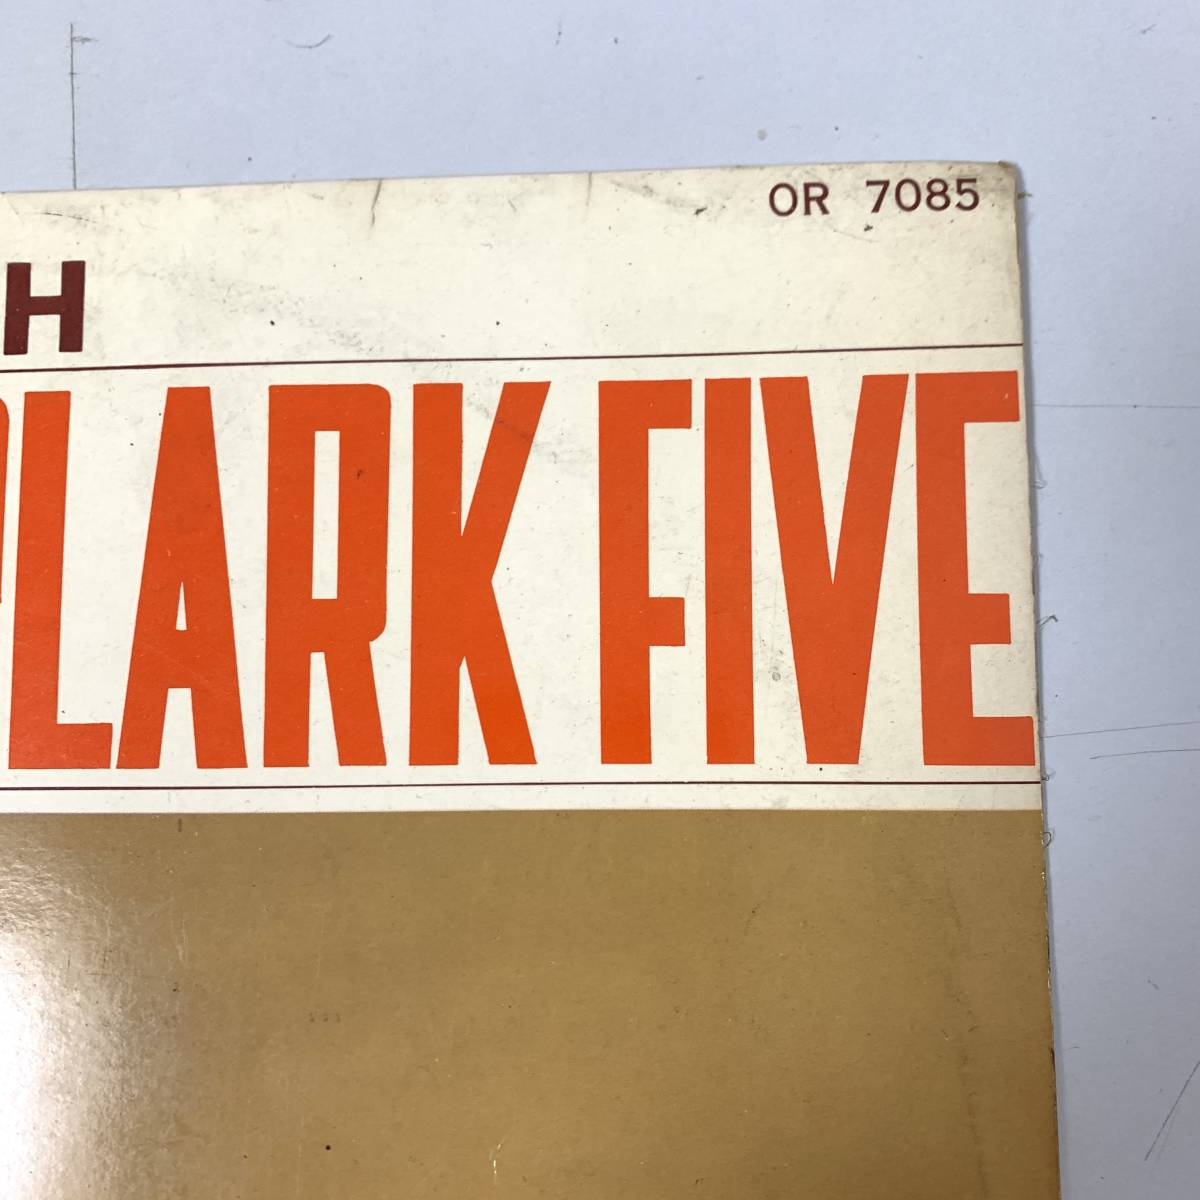 OR 7085
H
LARK FIVE